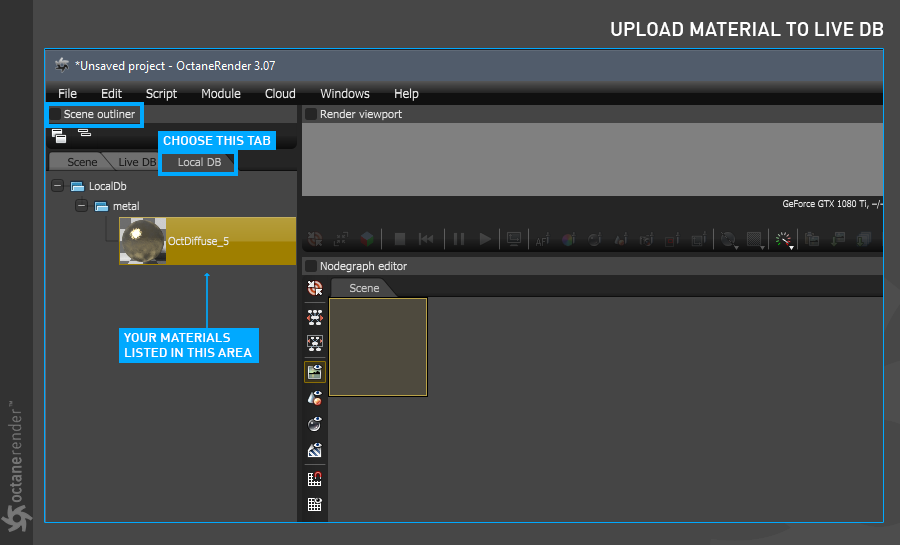 UPLOAD MATERIAL TO LIVE DB
*Unsaved project - OctaneRender 3.07
File Edit Script Module Cloud Windows Help
Scene outliner
Render viewport
CHOOSE THIS TAB
Scene Live DB Local DB
LocalDb
metal
GeForce GTX 1080 Ti, -/-
OctDiffuse_5
AF
Nodegraph editor
Scene
YOUR MATERIALS
LISTED IN THIS AREA
octanerender™